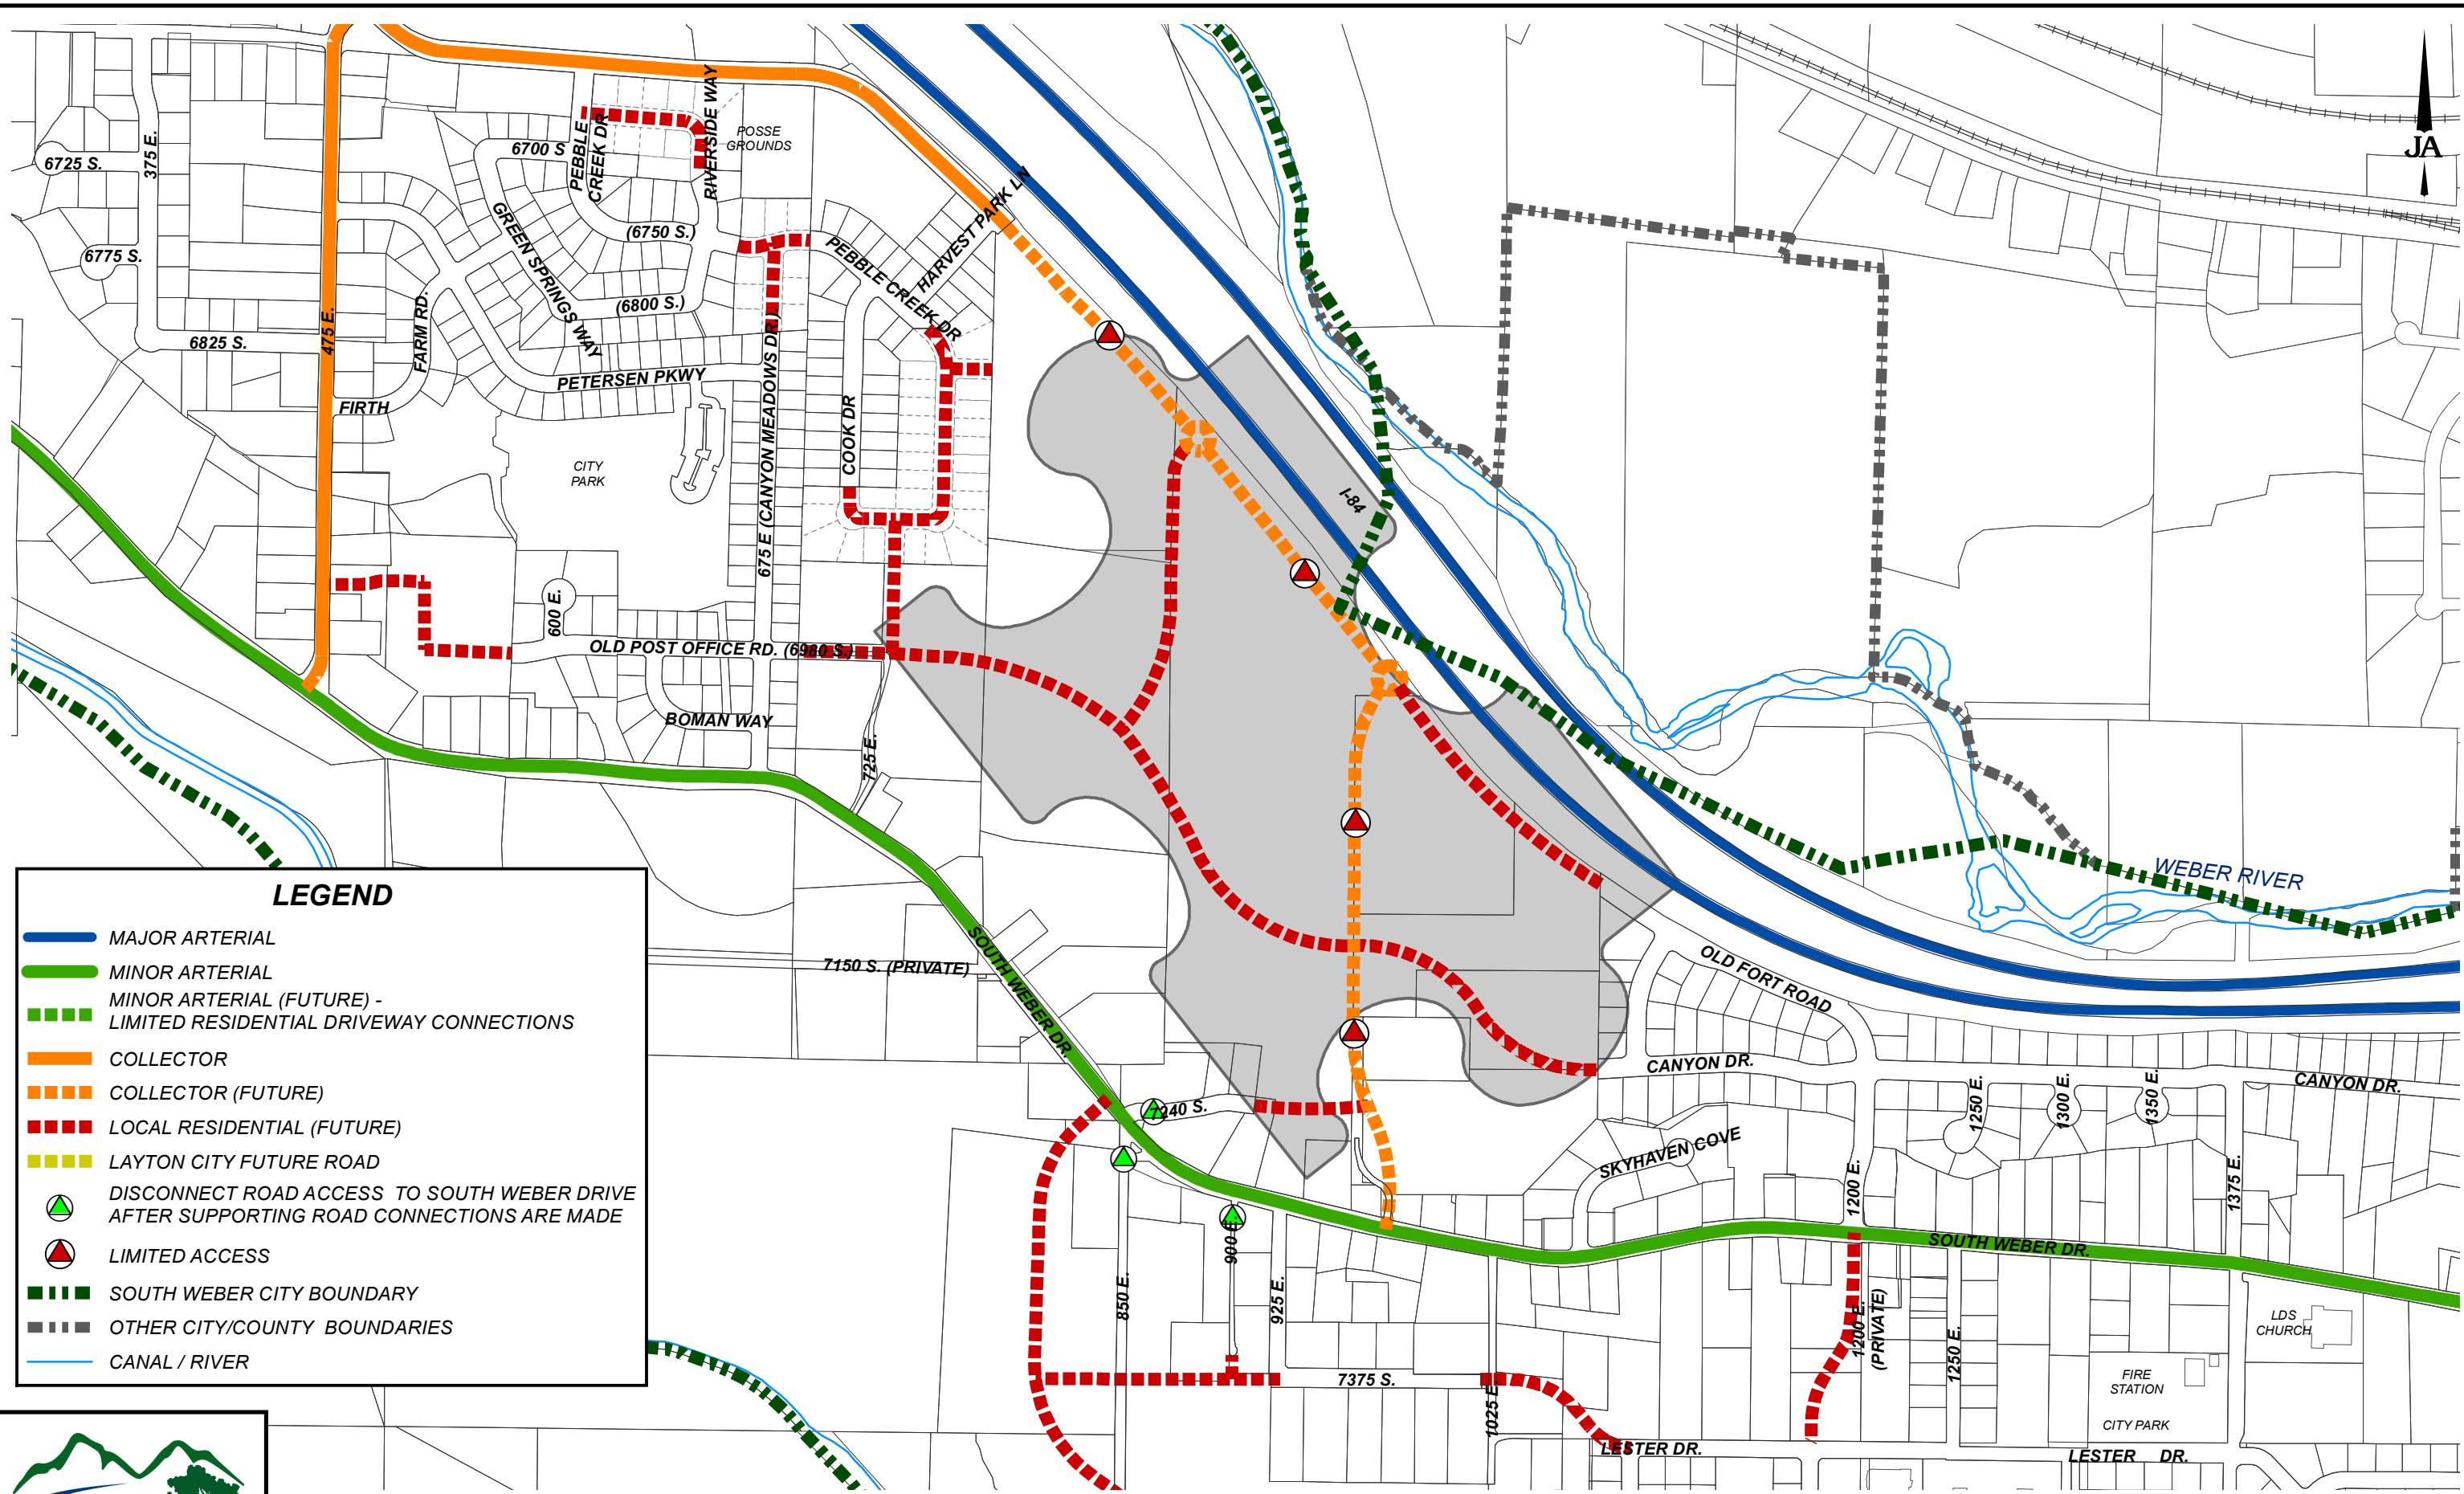 JA
RIVERSIDE WAY
POSSE
GROUNDS
375 E.
6725 S.
6700 S
PEBBLE
CREEK DR
HARVEST PARK LN
(6750 S.)
GREEN SPRINGS WAY
PEBBLE CREEK DR
6775 S.
(6800 S.)
475 E.
FARM RD.
6825 S.
PETERSEN PKWY
FIRTH
COOK DR
675 E (CANYON MEADOWS DR)
CITY
PARK
I-84
600 E.
OLD POST OFFICE RD. (6980 S.)
BOMAN WAY
725 E.
WEBER RIVER
7150 S. (PRIVATE)
SOUTH WEBER DR.
OLD FORT ROAD
CANYON DR.
CANYON DR.
7240 S.
1250 E.
1300 E.
1350 E.
SKYHAVEN COVE
1200 E.
1375 E.
900 E.
SOUTH WEBER DR.
850 E.
925 E.
1200 E.
(PRIVATE)
1250 E.
LDS
CHURCH
7375 S.
1025 E.
FIRE
STATION
CITY PARK
LESTER DR.
LESTER DR.
LEGEND
MAJOR ARTERIAL
MINOR ARTERIAL
MINOR ARTERIAL (FUTURE) -
LIMITED RESIDENTIAL DRIVEWAY CONNECTIONS
COLLECTOR
COLLECTOR (FUTURE)
LOCAL RESIDENTIAL (FUTURE)
LAYTON CITY FUTURE ROAD
DISCONNECT ROAD ACCESS TO SOUTH WEBER DRIVE
AFTER SUPPORTING ROAD CONNECTIONS ARE MADE
LIMITED ACCESS
SOUTH WEBER CITY BOUNDARY
OTHER CITY/COUNTY BOUNDARIES
CANAL / RIVER